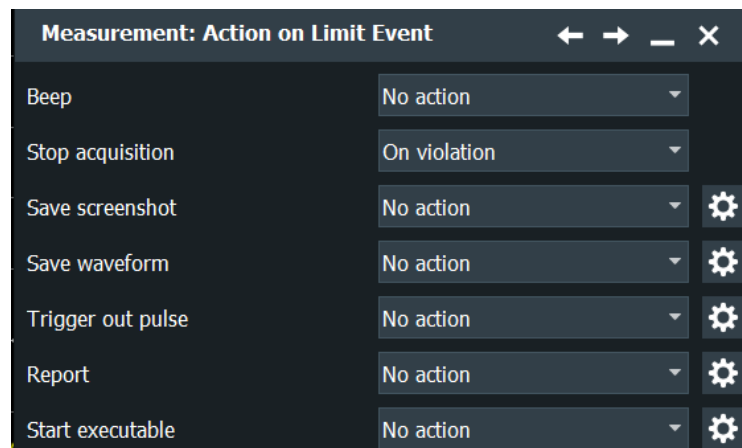 Measurement: Action on Limit Event
Beep No action
Stop acquisition On violation
Save screenshot No action
Save waveform No action
Trigger out pulse No action
Report No action
Start executable No action